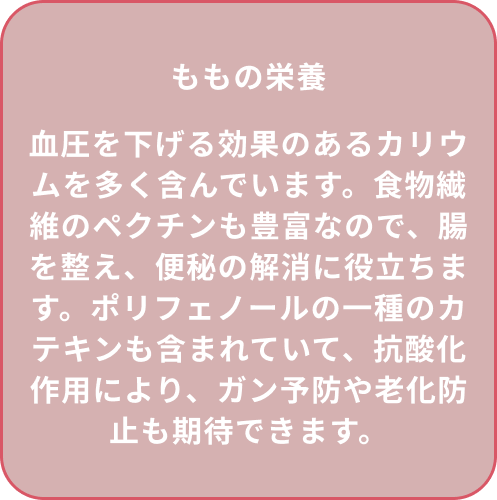 ももの栄養
血圧を下げる効果のあるカリウ
ムを多く含んでいます。食物繊
維のペクチンも豊富なので、腸
を整え、便秘の解消に役立ちま
す。ポリフェノールの一種のカ
テキンも含まれていて、抗酸化
作用により、ガン予防や老化防
止も期待できます。